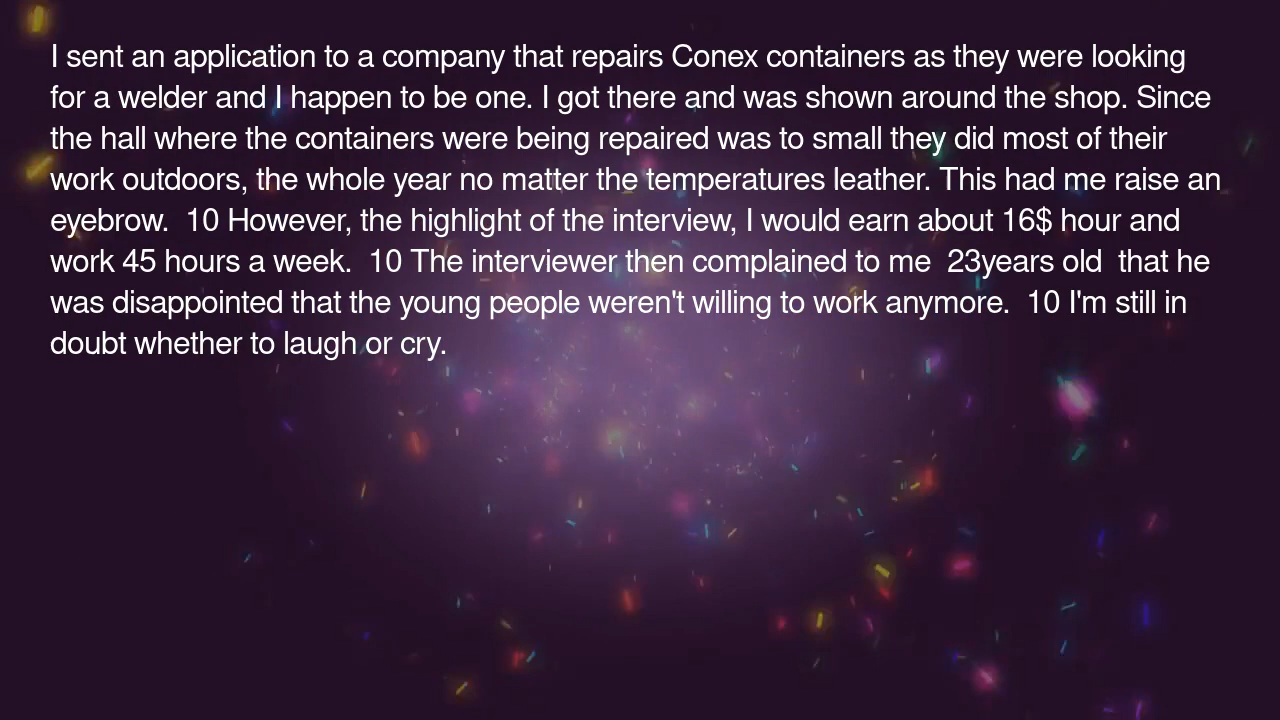 I sent an application to a company that repairs Conex containers as they were looking
for a welder and I happen to be one. I got there and was shown around the shop. Since
the hall where the containers were being repaired was to small they did most of their
work outdoors, the whole year no matter the temperatures leather. This had me raise an
eyebrow.  10 However, the highlight of the interview, I would earn about 16$ hour and
work 45 hours a week.  10 The interviewer then complained to me  23years old  that he
was disappointed that the young people weren't willing to work anymore.  10 I'm still in
doubt whether to laugh or cry.